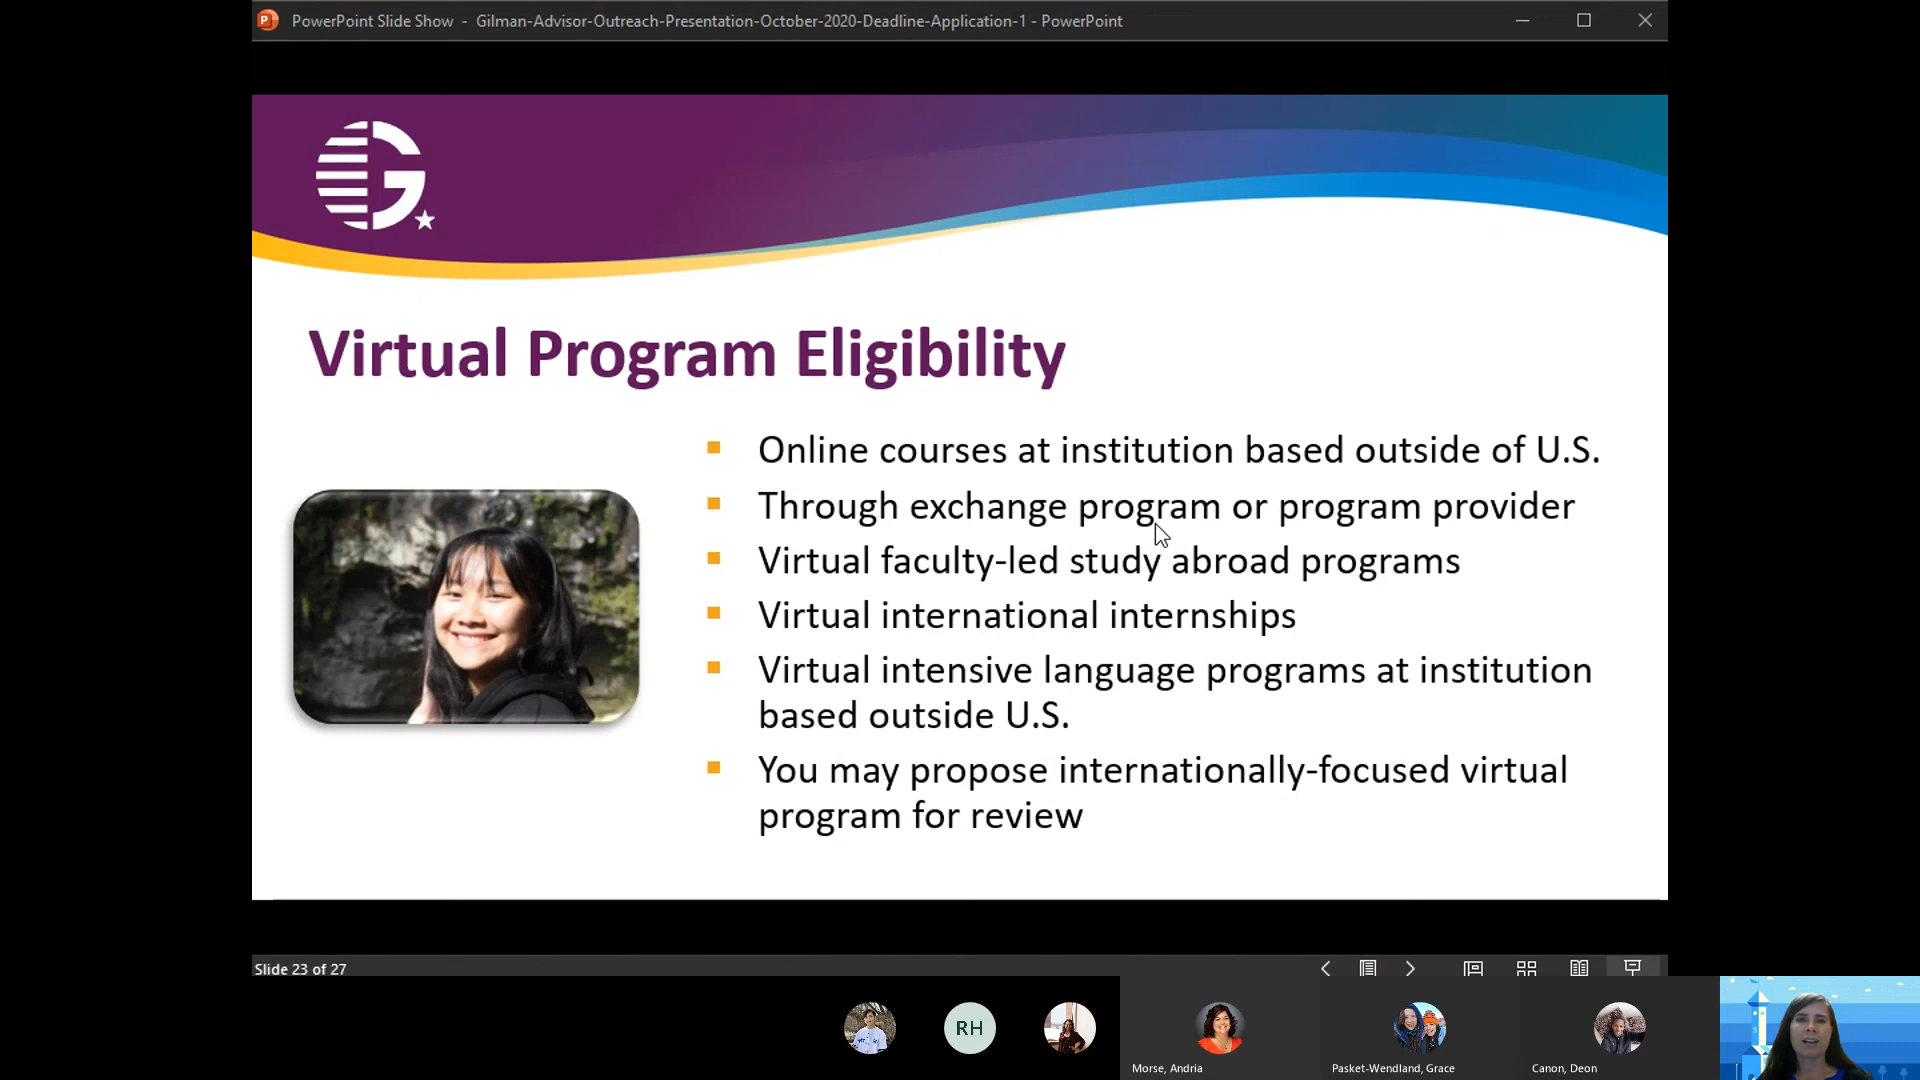 PowerPoint Slide Show - Gilman-Advisor-Outreach-Presentation-October-2020-Deadline-Application-1 - PowerPoint
G
Virtual Program Eligibility
Online courses at institution based outside of U.S.
Through exchange program or program provider
Virtual faculty-led study abroad programs
Virtual international internships
Virtual intensive language programs at institution
based outside U.S.
You may propose internationally-focused virtual
program for review
Slide 23 of 27
RH
Morse, Andria
Pasket-Wendland, Grace
Canon, Deon